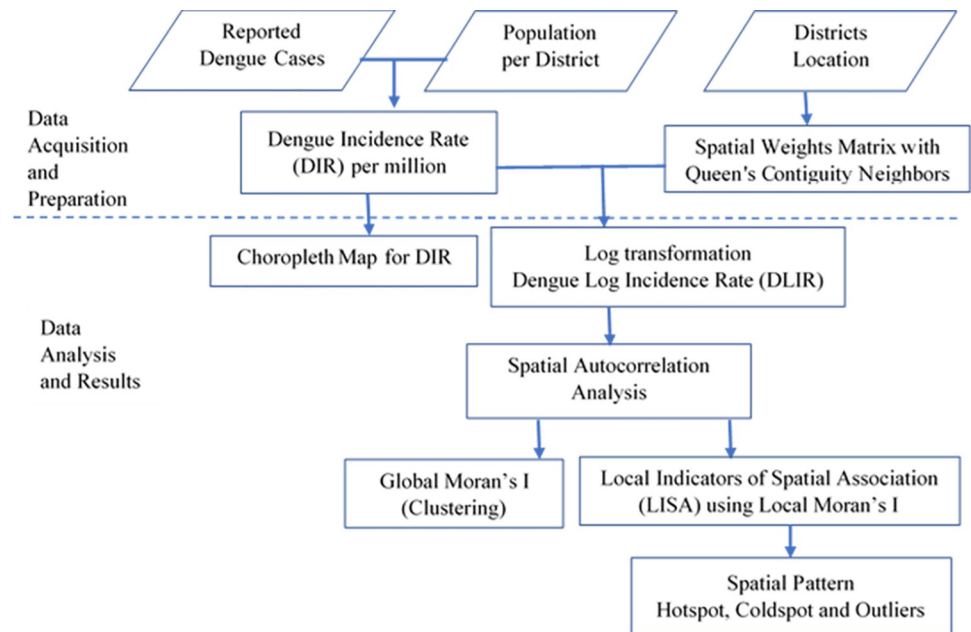 Reported
Dengue Cases
Population
per District
Districts
Location
Data
Acquisition
and
Preparation
Dengue Incidence Rate
(DIR) per million
Spatial Weights Matrix with
Queen's Contiguity Neighbors
Choropleth Map for DIR
Log transformation
Dengue Log Incidence Rate (DLIR)
Data
Analysis
and Results
Spatial Autocorrelation
Analysis
Global Moran's I
(Clustering)
Local Indicators of Spatial Association
(LISA) using Local Moran's I
Spatial Pattern
Hotspot, Coldspot and Outliers